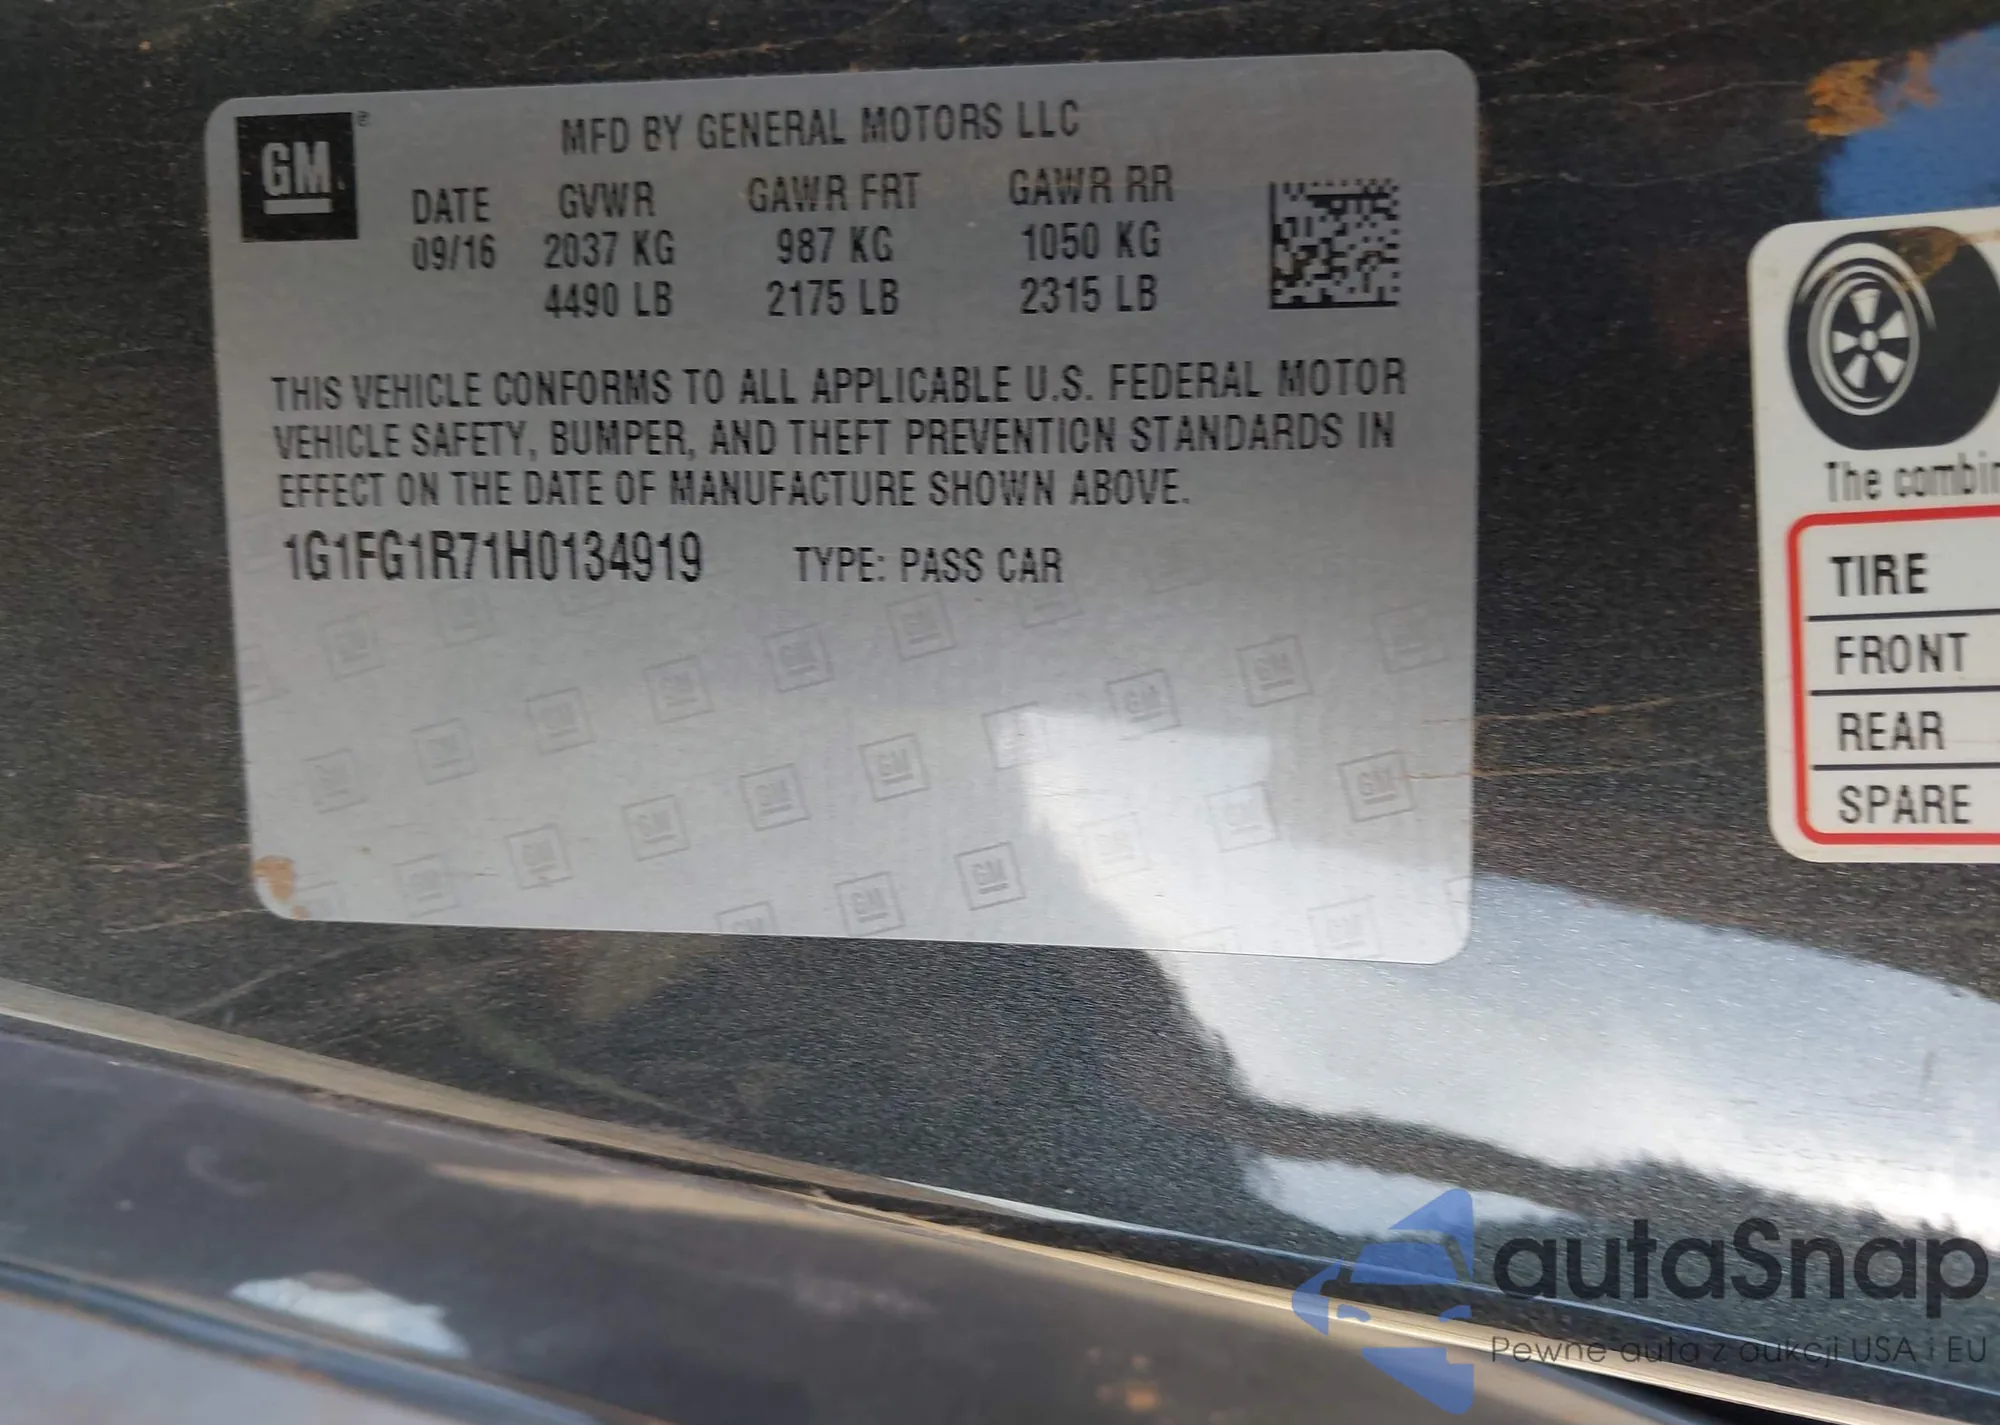 GM
MFD BY GENERAL MOTORS LLC
DATE GVWR GAWR FRT GAWR RR
09/16 2037 KG 987 KG 1050 KG
4490 LB 2175 LB 2315 LB
THIS VEHICLE CONFORMS TO ALL APPLICABLE U.S. FEDERAL MOTOR
VEHICLE SAFETY, BUMPER, AND THEFT PREVENTION STANDARDS IN
EFFECT ON THE DATE OF MANUFACTURE SHOWN ABOVE.
1G1FG1R71H0134919 TYPE: PASS CAR
The combin
TIRE
FRONT
REAR
SPARE
autaSnap
Pewne auta z aukcji USA i EU